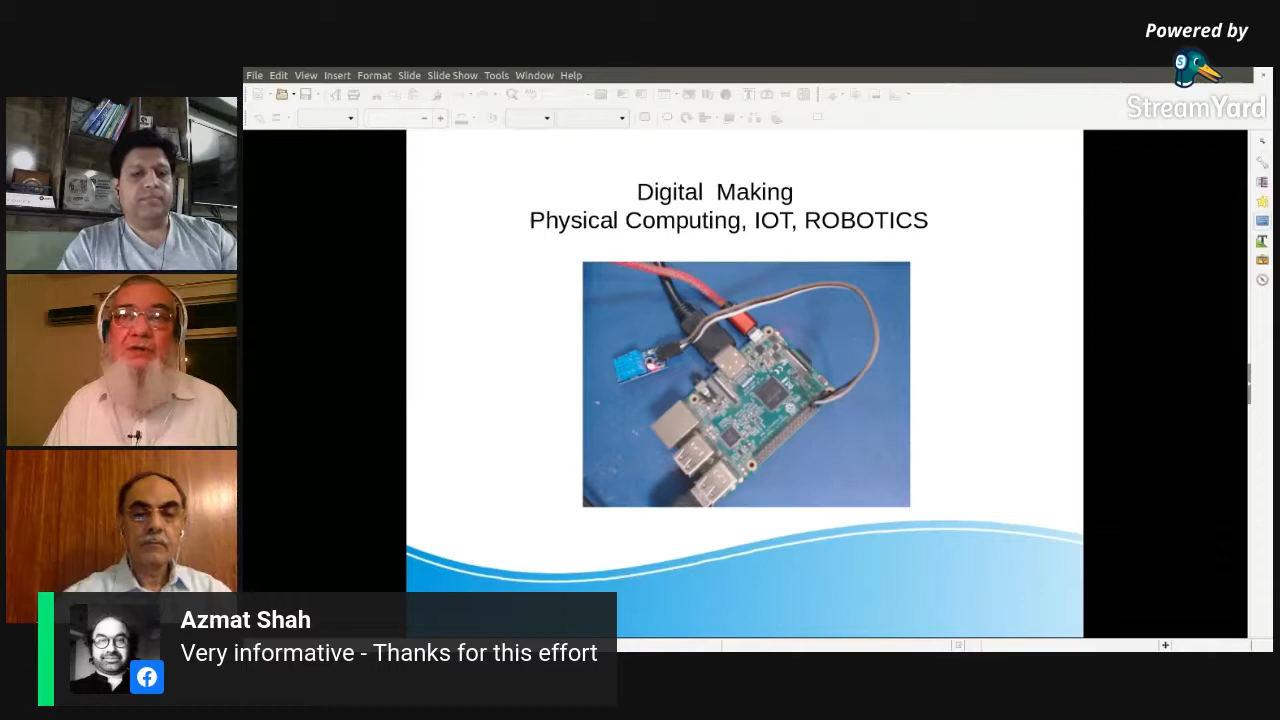 Powered by
StreamYard
File Edit View Insert Format Slide Slide Show Tools Window Help
Digital Making
Physical Computing, IOT, ROBOTICS
Azmat Shah
Very informative - Thanks for this effort